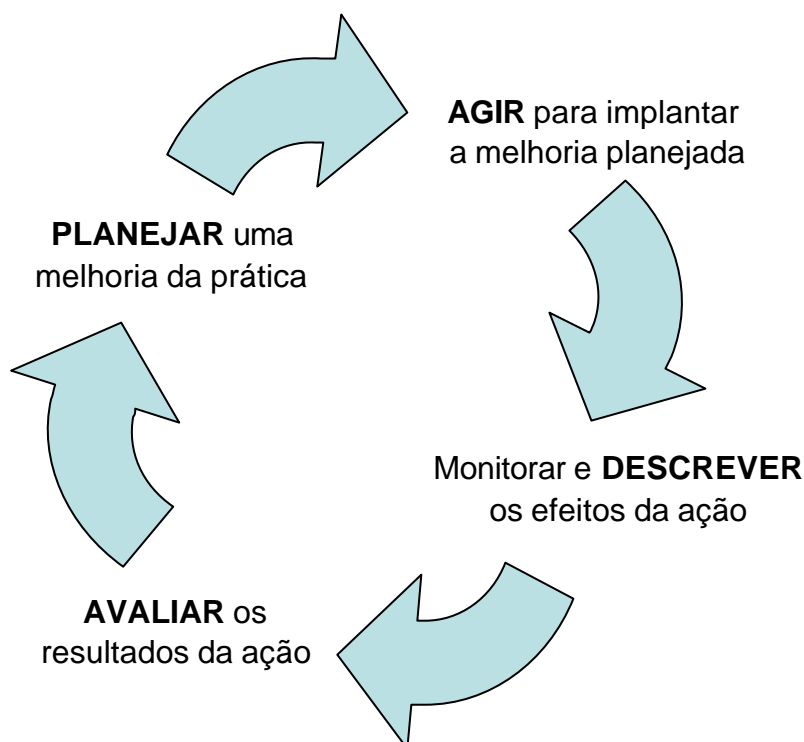 AGIR para implantar
a melhoria planejada
PLANEJAR uma
melhoria da prática
Monitorar e DESCREVER
os efeitos da ação
AVALIAR os
resultados da ação